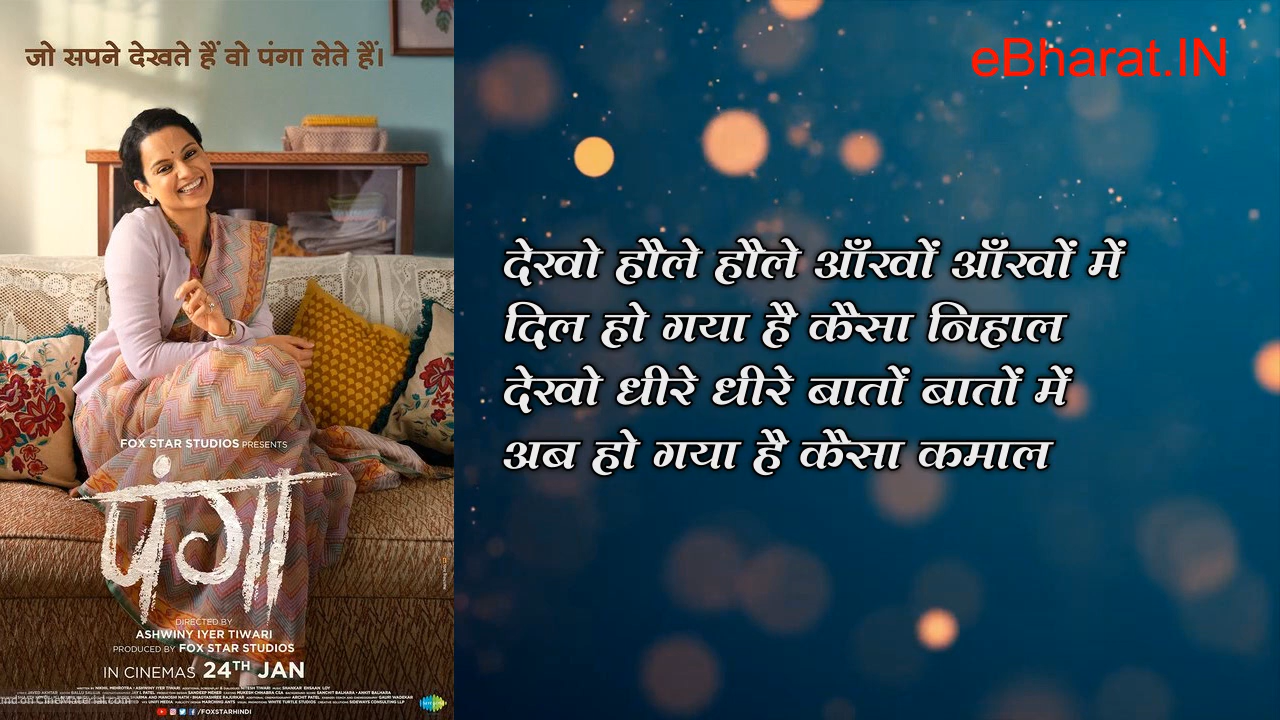 जो सपने देखते हैं वो पंगा लेते हैं।
eBharat.IN
देखो हौले हौले आँखों आँखों में
दिल हो गया है कैसा निहाल
देखो धीरे धीरे बातों बातों में
अब हो गया है कैसा कमाल
FOX STAR STUDIOS PRESENTS
पंगा
DIRECTED BY
ASHWINY IYER TIWARI
PRODUCED BY FOX STAR STUDIOS
IN CINEMAS 24TH JAN
/FOXSTARHINDI